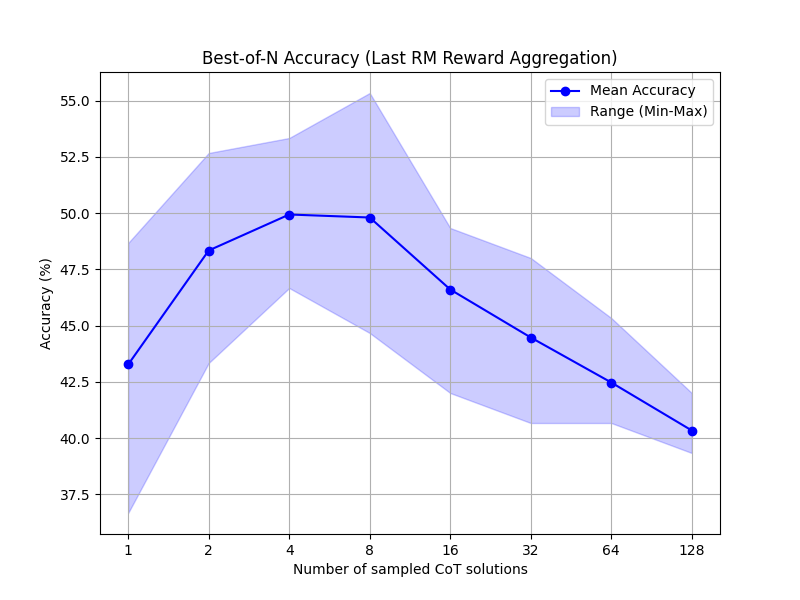 Best-of-N Accuracy (Last RM Reward Aggregation)
Mean Accuracy
Range (Min-Max)
Accuracy (%)
55.0
52.5
50.0
47.5
45.0
42.5
40.0
37.5
1 2 4 8 16 32 64 128
Number of sampled CoT solutions